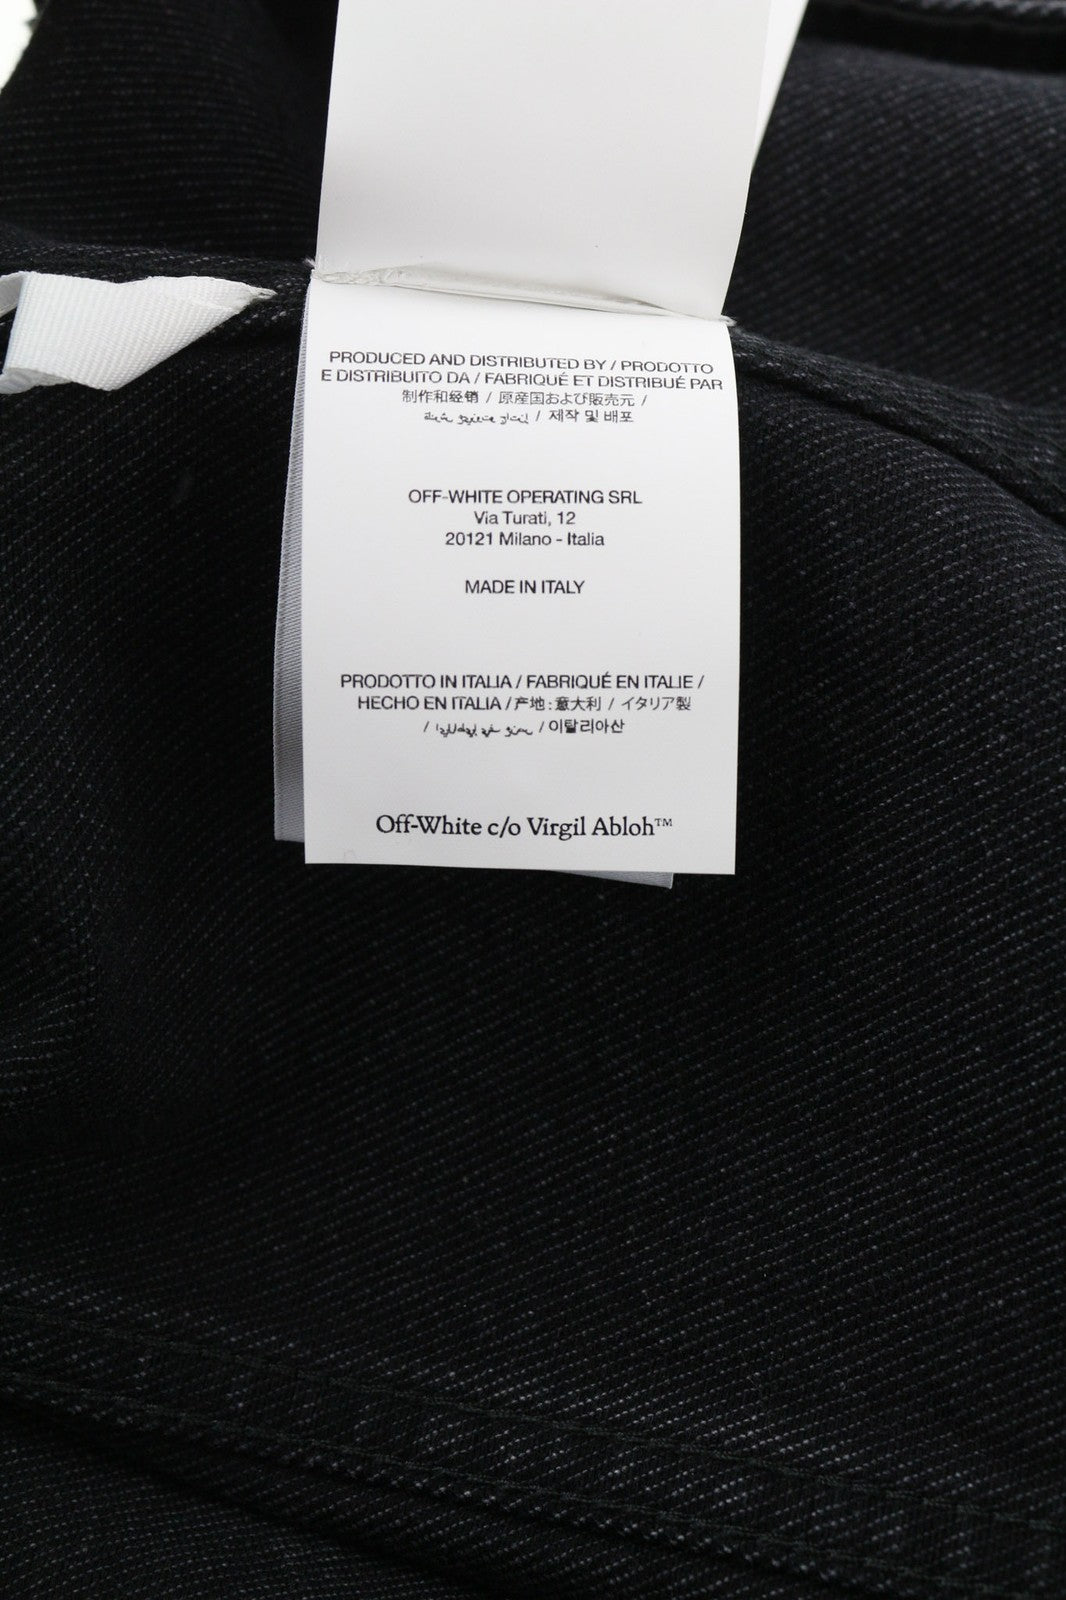 PRODUCED AND DISTRIBUTED BY / PRODOTTO
E DISTRIBUITO DA / FABRIQUÉ ET DISTRIBUÉ PAR
制作和经销 / 原産国および販売元 /
/ 제작 및 배포
OFF-WHITE OPERATING SRL
Via Turati, 12
20121 Milano - Italia
MADE IN ITALY
PRODOTTO IN ITALIA / FABRIQUÉ EN ITALIE /
HECHO EN ITALIA / 产地: 意大利 / イタリア製
/ / 이탈리아산
Off-White c/o Virgil Abloh™